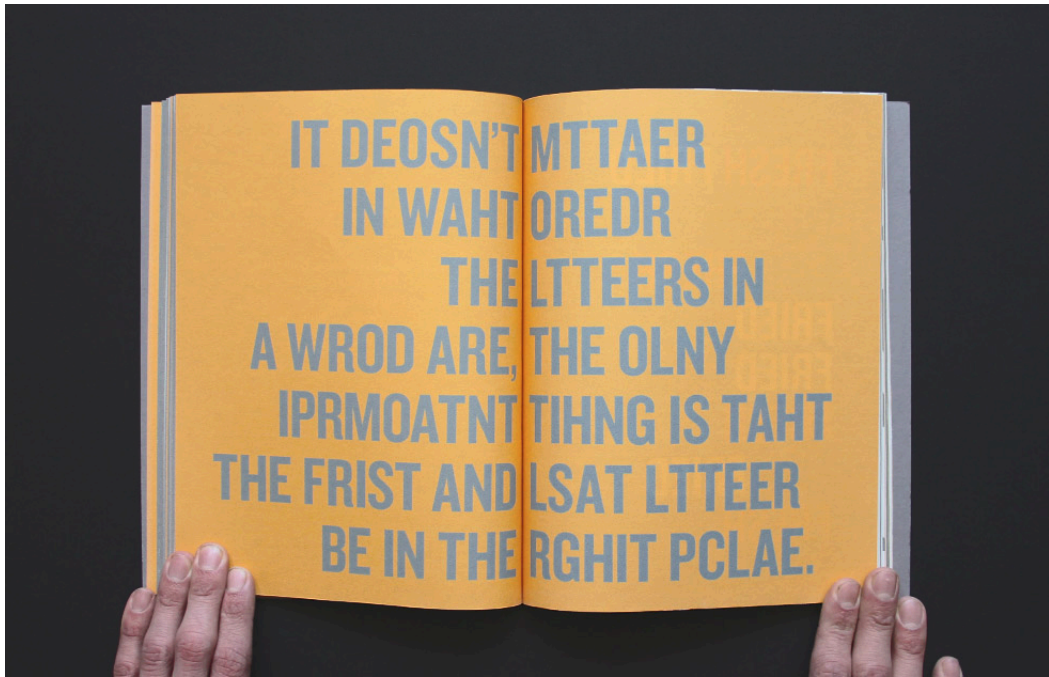 IT DEOSN'T MTTAER
IN WAHT OREDR
THE LTTEERS IN
A WROD ARE, THE OLNY
IPRMOATNT TIHNG IS TAHT
THE FRIST AND LSAT LTTEER
BE IN THE RGHIT PCLAE.